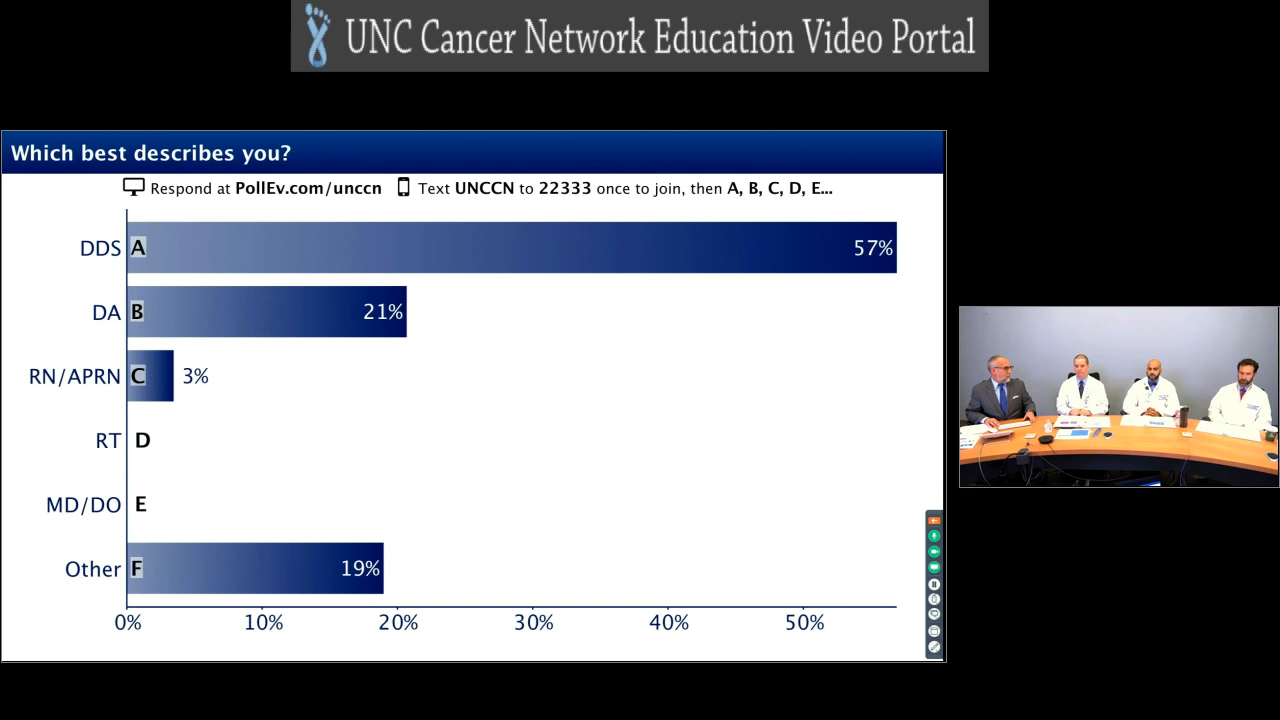 UNC Cancer Network Education Video Portal
Which best describes you?
Respond at PollEv.com/unccn Text UNCCN to 22333 once to join, then A, B, C, D, E...
DDS A 57%
DA B 21%
RN/APRN C 3%
RT D
MD/DO E
Other F 19%
0% 10% 20% 30% 40% 50%